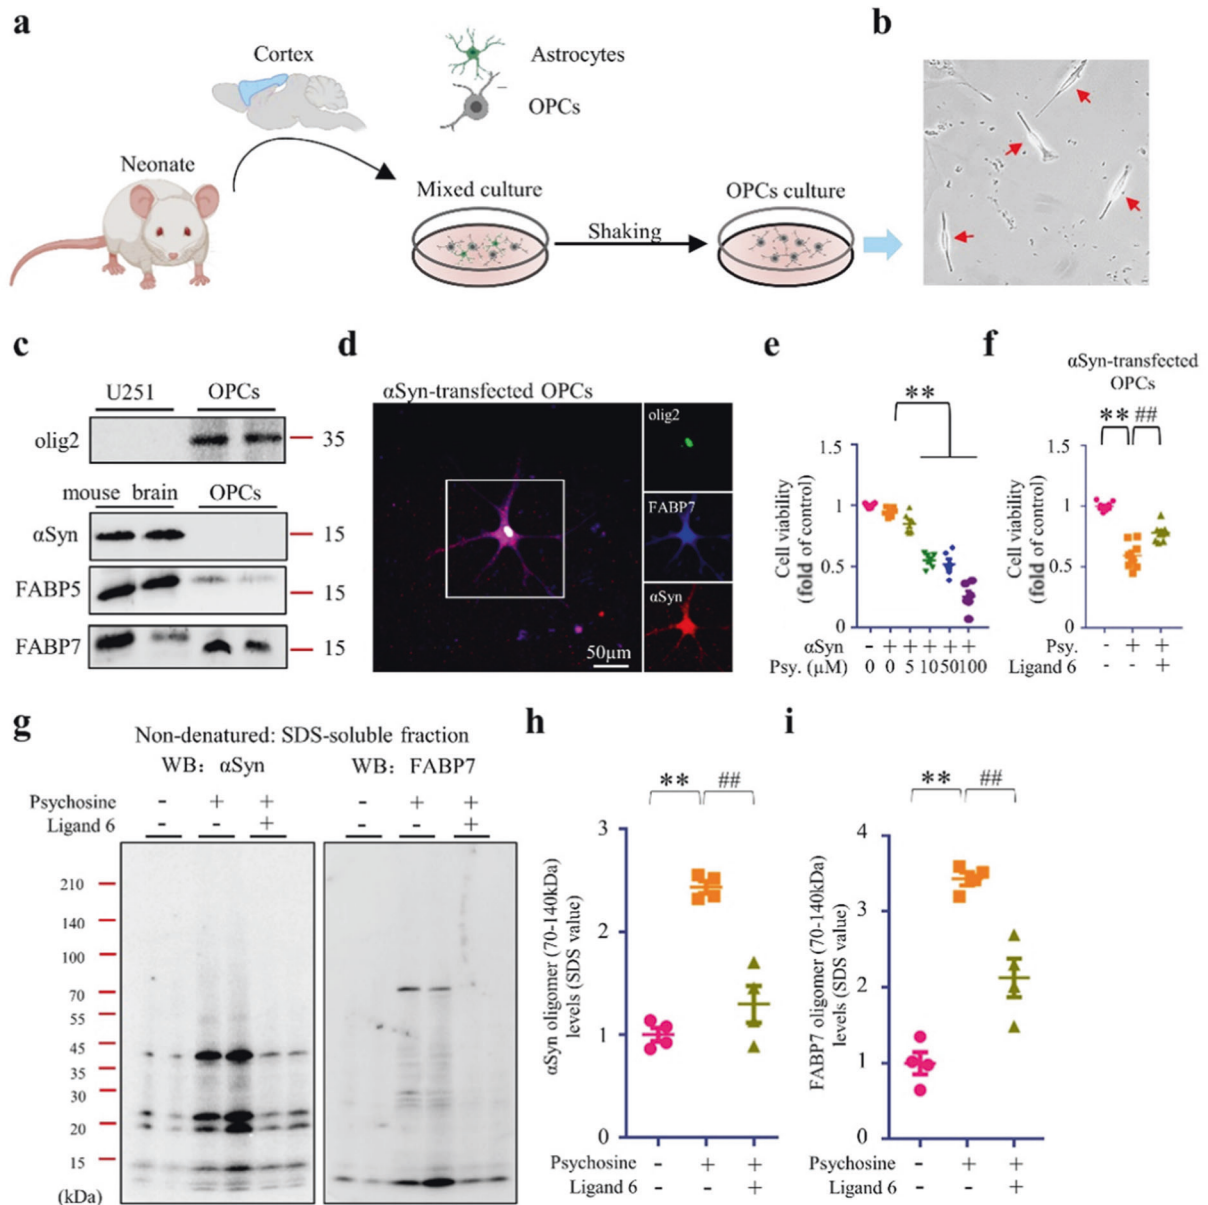 a
b
Cortex
Astrocytes
OPCs
Neonate
Mixed culture
OPCs culture
Shaking
c
d
e
f
U251 OPCs
olig2 35
mouse brain OPCs
αSyn 15
FABP5 15
FABP7 15
αSyn-transfected OPCs
olig2
FABP7
αSyn
50μm
**
Cell viability
(fold of control)
1.5
1
0.5
0
αSyn - + + + + +
Psy. (μM) 0 0 5 10 50 100
αSyn-transfected
OPCs
** ##
Cell viability
(fold of control)
1.5
1
0.5
0
Psy. - + +
Ligand 6 - - +
g
Non-denatured: SDS-soluble fraction
WB: αSyn WB: FABP7
Psychosine - + + - + +
Ligand 6 - - + - - +
210
140
100
70
55
45
35
30
20
15
(kDa)
h
** ##
αSyn oligomer (70-140kDa)
levels (SDS value)
3
2
1
0
Psychosine - + +
Ligand 6 - - +
i
** ##
FABP7 oligomer (70-140kDa)
levels (SDS value)
4
3
2
1
0
Psychosine - + +
Ligand 6 - - +